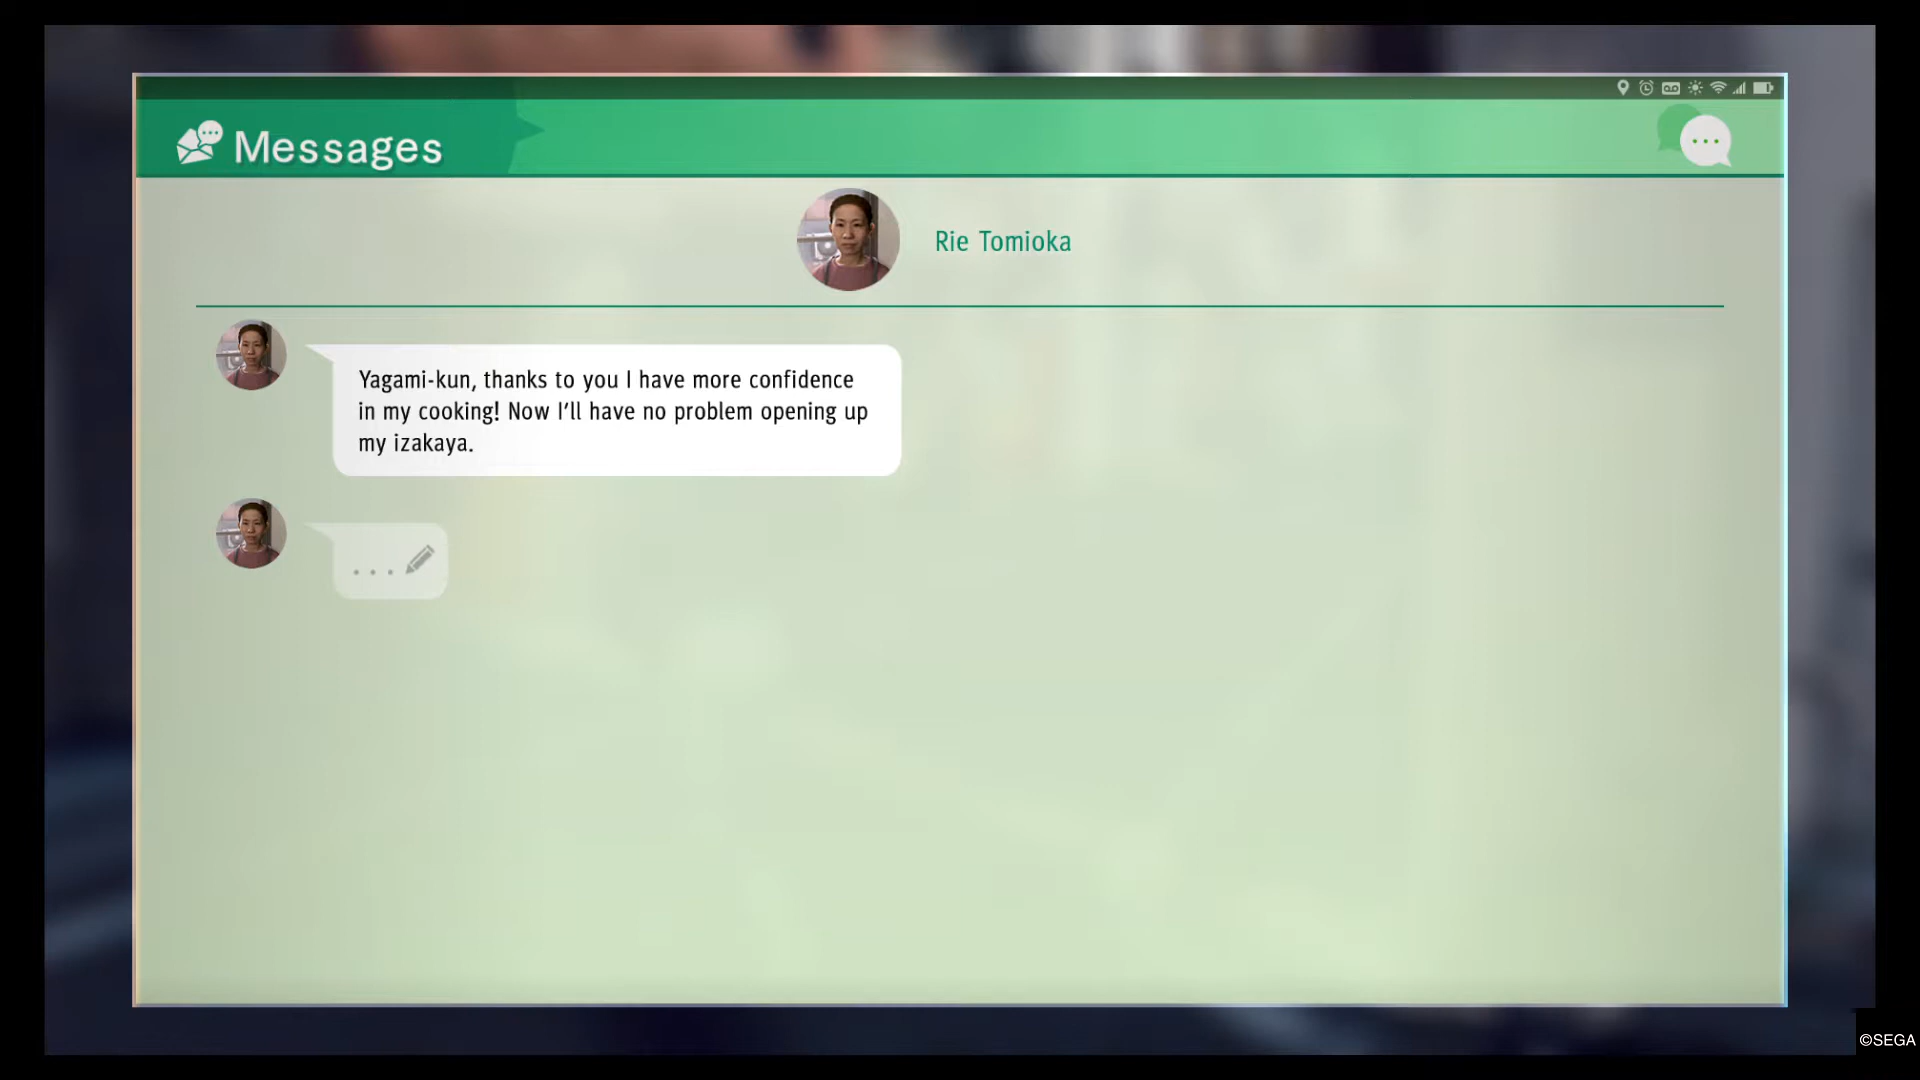 Messages
Rie Tomioka
Yagami-kun, thanks to you I have more confidence
in my cooking! Now I'll have no problem opening up
my izakaya.
...
©SEGA